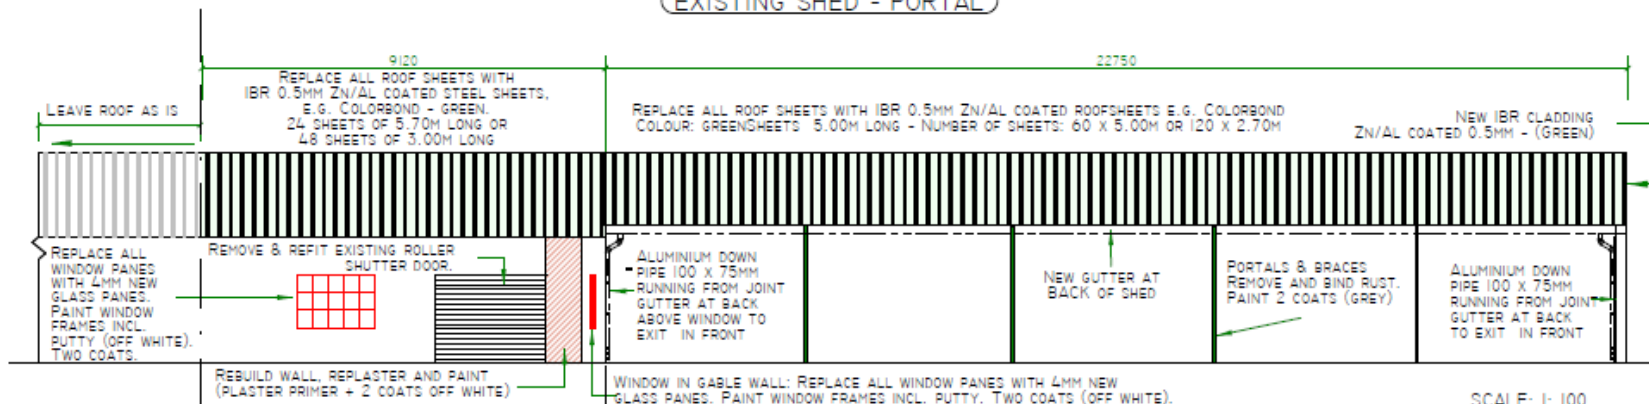 EXISTING SHED - PORTAL
9120
22750
LEAVE ROOF AS IS
REPLACE ALL ROOF SHEETS WITH
IBR 0.5MM ZN/AL COATED STEEL SHEETS,
E.G. COLORBOND - GREEN.
24 SHEETS OF 5.70M LONG OR
48 SHEETS OF 3.00M LONG
REPLACE ALL ROOF SHEETS WITH IBR 0.5MM ZN/AL COATED ROOFSHEETS E.G. COLORBOND
COLOUR: GREENSHEETS 5.00M LONG - NUMBER OF SHEETS: 60 X 5.00M OR 120 X 2.70M
NEW IBR CLADDING
ZN/AL COATED 0.5MM - (GREEN)
REPLACE ALL
WINDOW PANES
WITH 4MM NEW
GLASS PANES.
PAINT WINDOW
FRAMES INCL.
PUTTY (OFF WHITE).
TWO COATS.
REMOVE & REFIT EXISTING ROLLER
SHUTTER DOOR.
ALUMINIUM DOWN
PIPE 100 X 75MM
RUNNING FROM JOINT
GUTTER AT BACK
ABOVE WINDOW TO
EXIT IN FRONT
NEW GUTTER AT
BACK OF SHED
PORTALS & BRACES
REMOVE AND BIND RUST.
PAINT 2 COATS (GREY)
ALUMINIUM DOWN
PIPE 100 X 75MM
RUNNING FROM JOINT
GUTTER AT BACK
TO EXIT IN FRONT
REBUILD WALL, REPLASTER AND PAINT
(PLASTER PRIMER + 2 COATS OFF WHITE)
WINDOW IN GABLE WALL: REPLACE ALL WINDOW PANES WITH 4MM NEW
GLASS PANES. PAINT WINDOW FRAMES INCL. PUTTY. TWO COATS (OFF WHITE).
SCALE: 1: 100